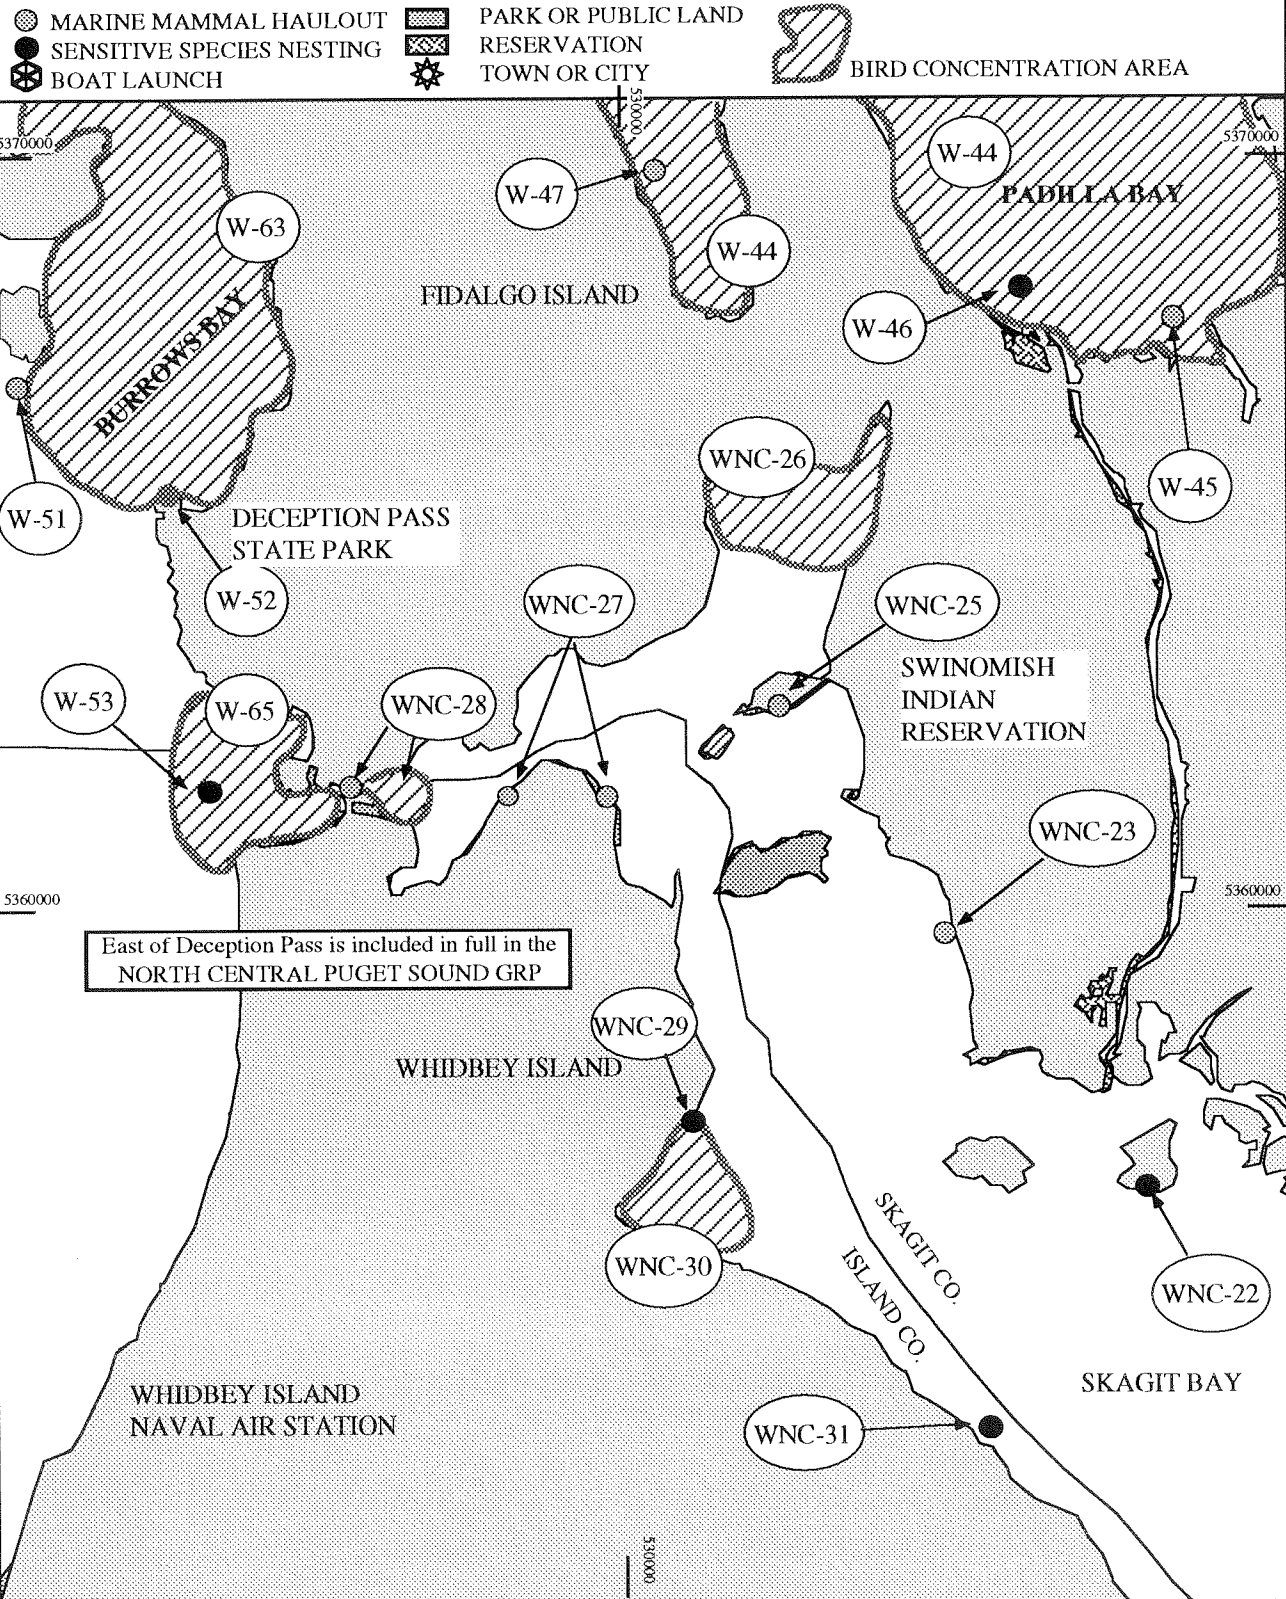 MARINE MAMMAL HAULOUT
SENSITIVE SPECIES NESTING
BOAT LAUNCH
PARK OR PUBLIC LAND
RESERVATION
TOWN OR CITY
BIRD CONCENTRATION AREA
530000
5370000
5370000
W-44
W-47
PADILLA BAY
W-63
W-44
FIDALGO ISLAND
W-46
BURROWS BAY
WNC-26
W-45
W-51
DECEPTION PASS
STATE PARK
W-52
WNC-27
WNC-25
SWINOMISH
INDIAN
RESERVATION
W-53
W-65
WNC-28
WNC-23
5360000
5360000
East of Deception Pass is included in full in the
NORTH CENTRAL PUGET SOUND GRP
WNC-29
WHIDBEY ISLAND
SKAGIT CO.
ISLAND CO.
WNC-30
WNC-22
SKAGIT BAY
WHIDBEY ISLAND
NAVAL AIR STATION
WNC-31
530000